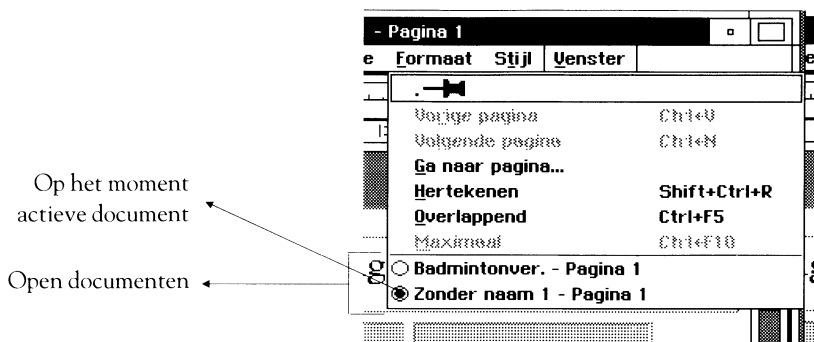 - Pagina 1
e Formaat Stijl Venster
Vorige pagina Ctrl+V
Volgende pagina Ctrl+N
Ga naar pagina...
Hertekenen Shift+Ctrl+R
Overlappend Ctrl+F5
Maximaal Ctrl+F10
Badmintonver. - Pagina 1
Zonder naam 1 - Pagina 1
Op het moment
actieve document
Open documenten